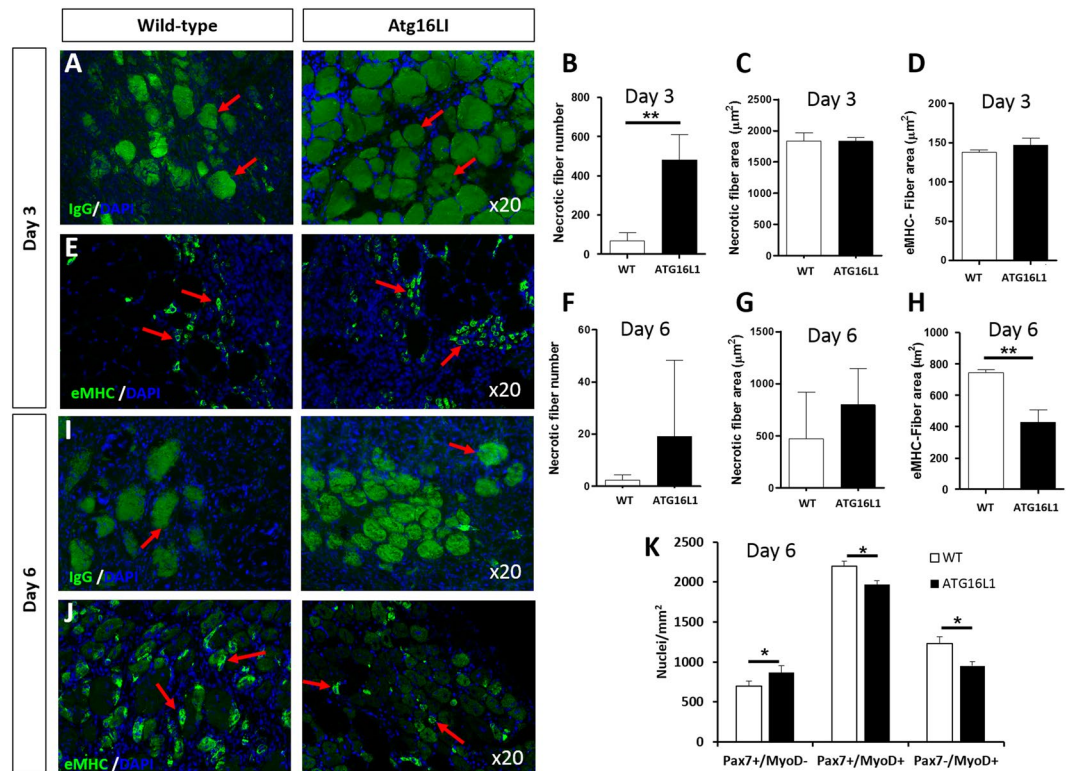 Wild-type
Atg16Ll
Day 3
A
IgG/DAPI
x20
E
eMHC /DAPI
x20
Day 6
I
IgG/DAPI
x20
J
eMHC/DAPI
x20
B
Day 3
**
Necrotic fiber number
800
600
400
200
0
WT
ATG16L1
C
Day 3
Necrotic fiber area (µm²)
2500
2000
1500
1000
500
0
WT
ATG16L1
D
Day 3
eMHC- Fiber area (µm²)
200
150
100
50
0
WT
ATG16L1
F
Day 6
Necrotic fiber number
60
40
20
0
WT
ATG16L1
G
Day 6
Necrotic fiber area (µm²)
1500
1000
500
0
WT
ATG16L1
H
Day 6
**
eMHC-Fiber area (µm²)
1000
800
600
400
200
0
WT
ATG16L1
K
Day 6
Nuclei/mm²
2500
2000
1500
1000
500
0
*
*
*
WT
ATG16L1
Pax7+/MyoD-
Pax7+/MyoD+
Pax7-/MyoD+